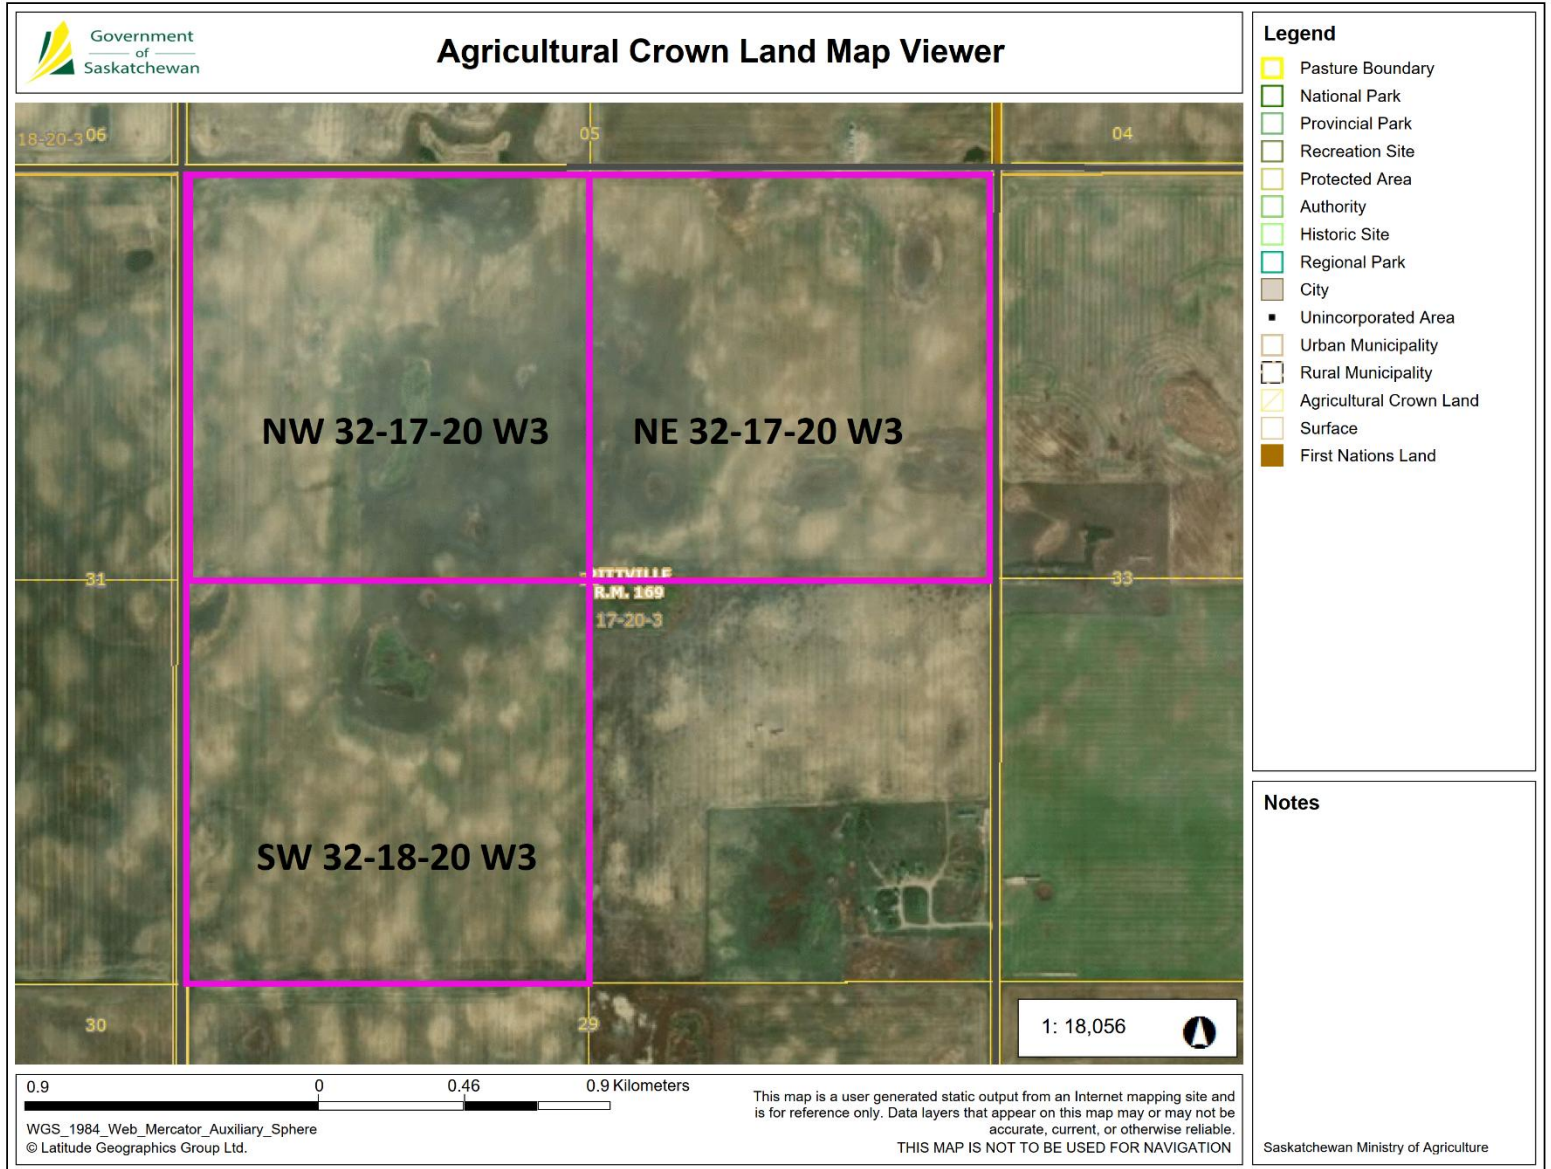 Government
of
Saskatchewan
Agricultural Crown Land Map Viewer
18-20-3
06
05
04
NW 32-17-20 W3
NE 32-17-20 W3
31
33
R.M. 169
17-20-3
SW 32-18-20 W3
30
29
1: 18,056
Legend
Pasture Boundary
National Park
Provincial Park
Recreation Site
Protected Area
Authority
Historic Site
Regional Park
City
Unincorporated Area
Urban Municipality
Rural Municipality
Agricultural Crown Land
Surface
First Nations Land
Notes
0.9 0 0.46 0.9 Kilometers
WGS_1984_Web_Mercator_Auxiliary_Sphere
© Latitude Geographics Group Ltd.
This map is a user generated static output from an Internet mapping site and
is for reference only. Data layers that appear on this map may or may not be
accurate, current, or otherwise reliable.
THIS MAP IS NOT TO BE USED FOR NAVIGATION
Saskatchewan Ministry of Agriculture